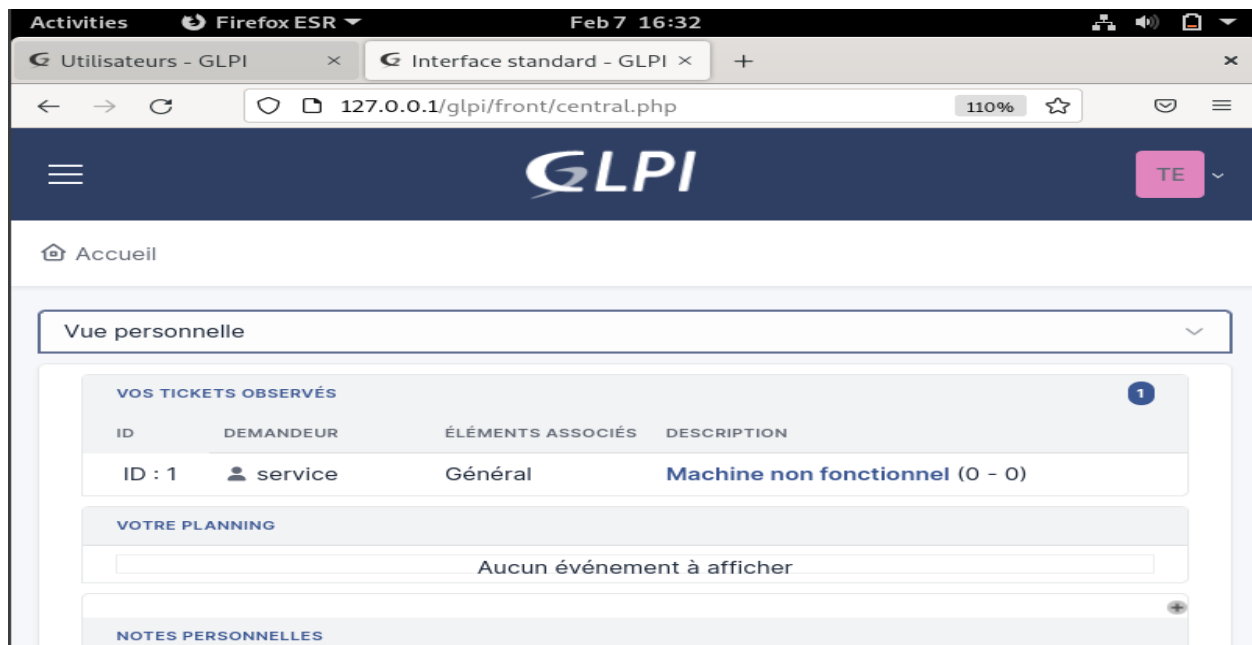 Activities Firefox ESR Feb 7 16:32
Utilisateurs - GLPI × Interface standard - GLPI × + ×
127.0.0.1/glpi/front/central.php 110%
GLPI TE
Accueil
Vue personnelle
VOS TICKETS OBSERVÉS 1
ID DEMANDEUR ÉLÉMENTS ASSOCIÉS DESCRIPTION
ID : 1 service Général Machine non fonctionnel (0 - 0)
VOTRE PLANNING
Aucun événement à afficher
NOTES PERSONNELLES